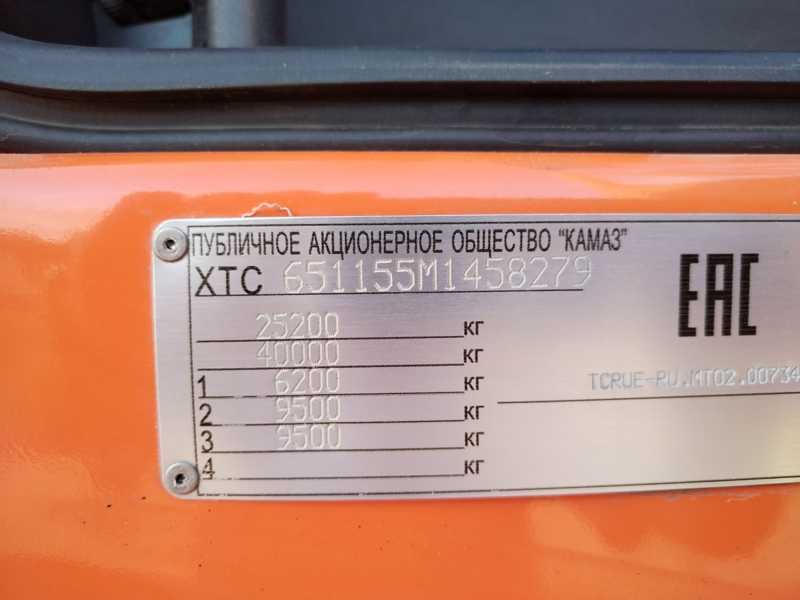 ПУБЛИЧНОЕ АКЦИОНЕРНОЕ ОБЩЕСТВО "КАМАЗ"
XTC 651155M1458279
EAC
25200 КГ
40000 КГ
1 6200 КГ
TCRUE-RU.MT02.00734
2 9500 КГ
3 9500 КГ
4 КГ